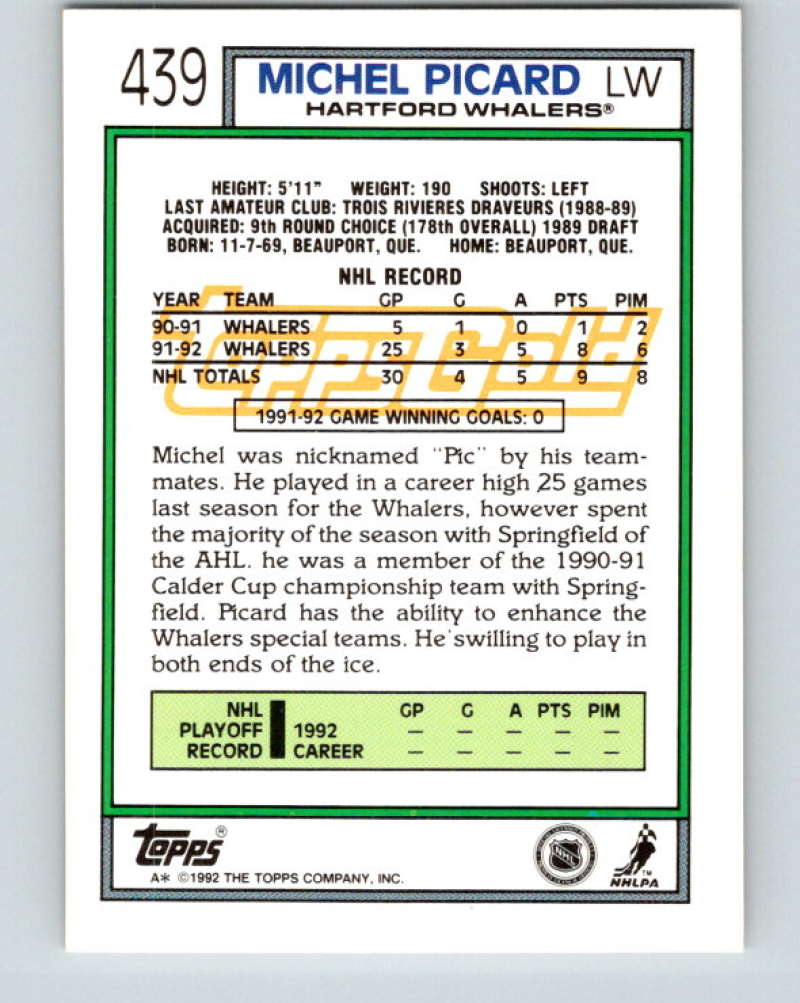 439 MICHEL PICARD LW
HARTFORD WHALERS®
HEIGHT: 5'11" WEIGHT: 190 SHOOTS: LEFT
LAST AMATEUR CLUB: TROIS RIVIERES DRAVEURS (1988-89)
ACQUIRED: 9th ROUND CHOICE (178th OVERALL) 1989 DRAFT
BORN: 11-7-69, BEAUPORT, QUE. HOME: BEAUPORT, QUE.
NHL RECORD
YEAR TEAM GP G A PTS PIM
90-91 WHALERS 5 1 0 1 2
91-92 WHALERS 25 3 5 8 6
NHL TOTALS 30 4 5 9 8
toppsGold
1991-92 GAME WINNING GOALS: 0
Michel was nicknamed "Pic" by his team-
mates. He played in a career high 25 games
last season for the Whalers, however spent
the majority of the season with Springfield of
the AHL. he was a member of the 1990-91
Calder Cup championship team with Spring-
field. Picard has the ability to enhance the
Whalers special teams. He'swilling to play in
both ends of the ice.
NHL GP G A PTS PIM
PLAYOFF 1992 — — — — —
RECORD CAREER — — — — —
topps®
A* ©1992 THE TOPPS COMPANY, INC.
NHL
NHLPA™